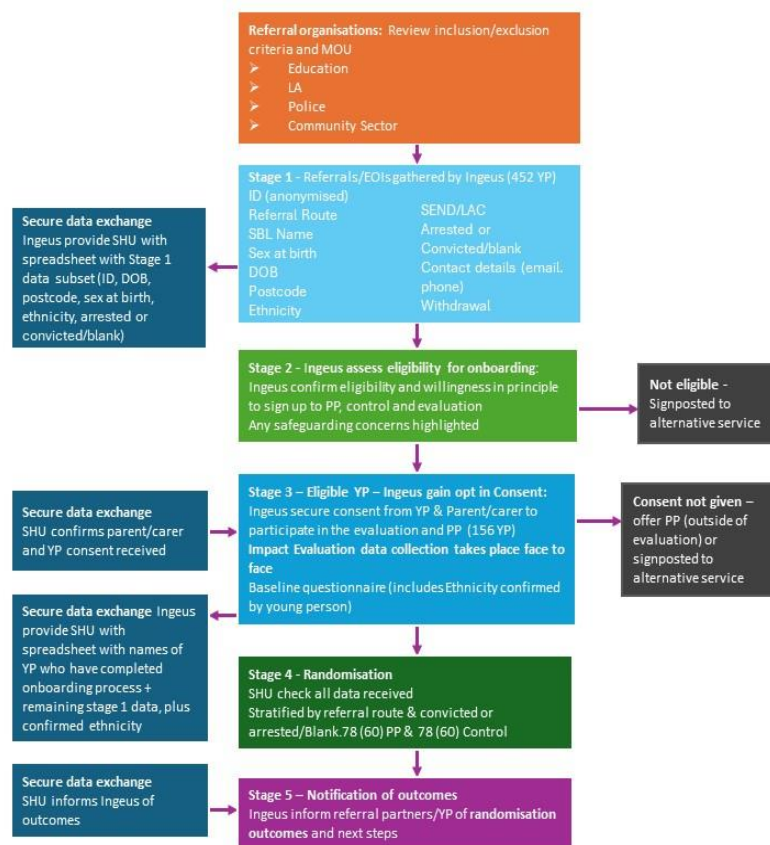 Referral organisations: Review inclusion/exclusion
criteria and MOU
➢ Education
➢ LA
➢ Police
➢ Community Sector
Stage 1 - Referrals/EOIs gathered by Ingeus (452 YP)
ID (anonymised)
Referral Route
SBL Name
Sex at birth
DOB
Postcode
Ethnicity
SEND/LAC
Arrested or
Convicted/blank
Contact details (email.
phone)
Withdrawal
Secure data exchange
Ingeus provide SHU with
spreadsheet with Stage 1
data subset (ID, DOB,
postcode, sex at birth,
ethnicity, arrested or
convicted/blank)
Stage 2 - Ingeus assess eligibility for onboarding:
Ingeus confirm eligibility and willingness in principle
to sign up to PP, control and evaluation
Any safeguarding concerns highlighted
Not eligible -
Signposted to
alternative service
Secure data exchange
SHU confirms parent/carer
and YP consent received
Stage 3 – Eligible YP – Ingeus gain opt in Consent:
Ingeus secure consent from YP & Parent/carer to
participate in the evaluation and PP (156 YP)
Impact Evaluation data collection takes place face to
face
Baseline questionnaire (includes Ethnicity confirmed
by young person)
Consent not given –
offer PP (outside of
evaluation) or
signposted to
alternative service
Secure data exchange Ingeus
provide SHU with
spreadsheet with names of
YP who have completed
onboarding process +
remaining stage 1 data, plus
confirmed ethnicity
Stage 4 - Randomisation
SHU check all data received
Stratified by referral route & convicted or
arrested/Blank.78 (60) PP & 78 (60) Control
Secure data exchange
SHU informs Ingeus of
outcomes
Stage 5 – Notification of outcomes
Ingeus inform referral partners/YP of randomisation
outcomes and next steps